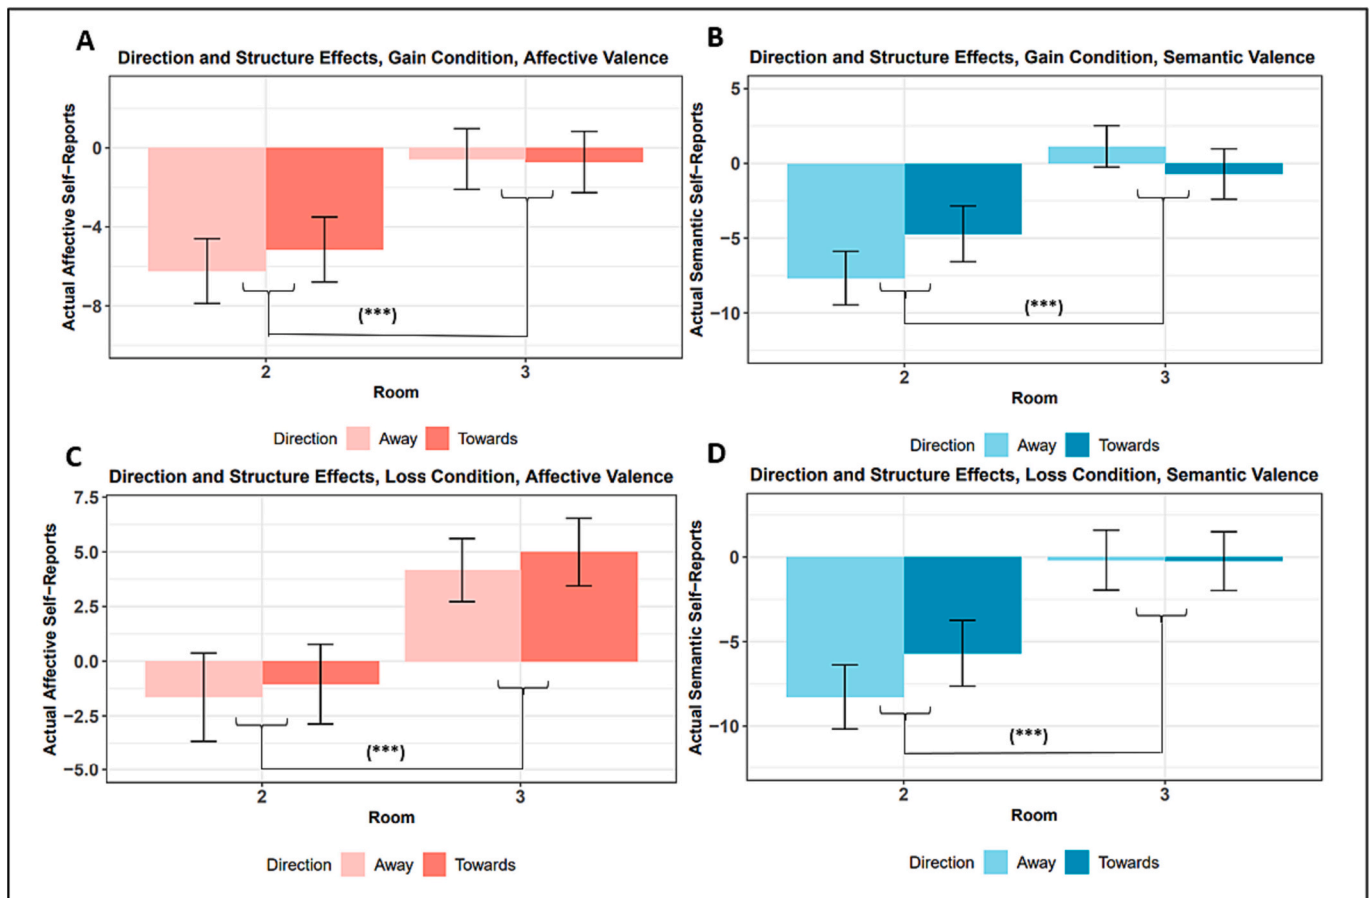 A
Direction and Structure Effects, Gain Condition, Affective Valence
Actual Affective Self−Reports
0
−4
−8
(***)
2
3
Room
Direction Away Towards
B
Direction and Structure Effects, Gain Condition, Semantic Valence
Actual Semantic Self−Reports
5
0
−5
−10
(***)
2
3
Room
Direction Away Towards
C
Direction and Structure Effects, Loss Condition, Affective Valence
Actual Affective Self−Reports
7.5
5.0
2.5
0.0
−2.5
−5.0
(***)
2
3
Room
Direction Away Towards
D
Direction and Structure Effects, Loss Condition, Semantic Valence
Actual Semantic Self−Reports
0
−5
−10
(***)
2
3
Room
Direction Away Towards